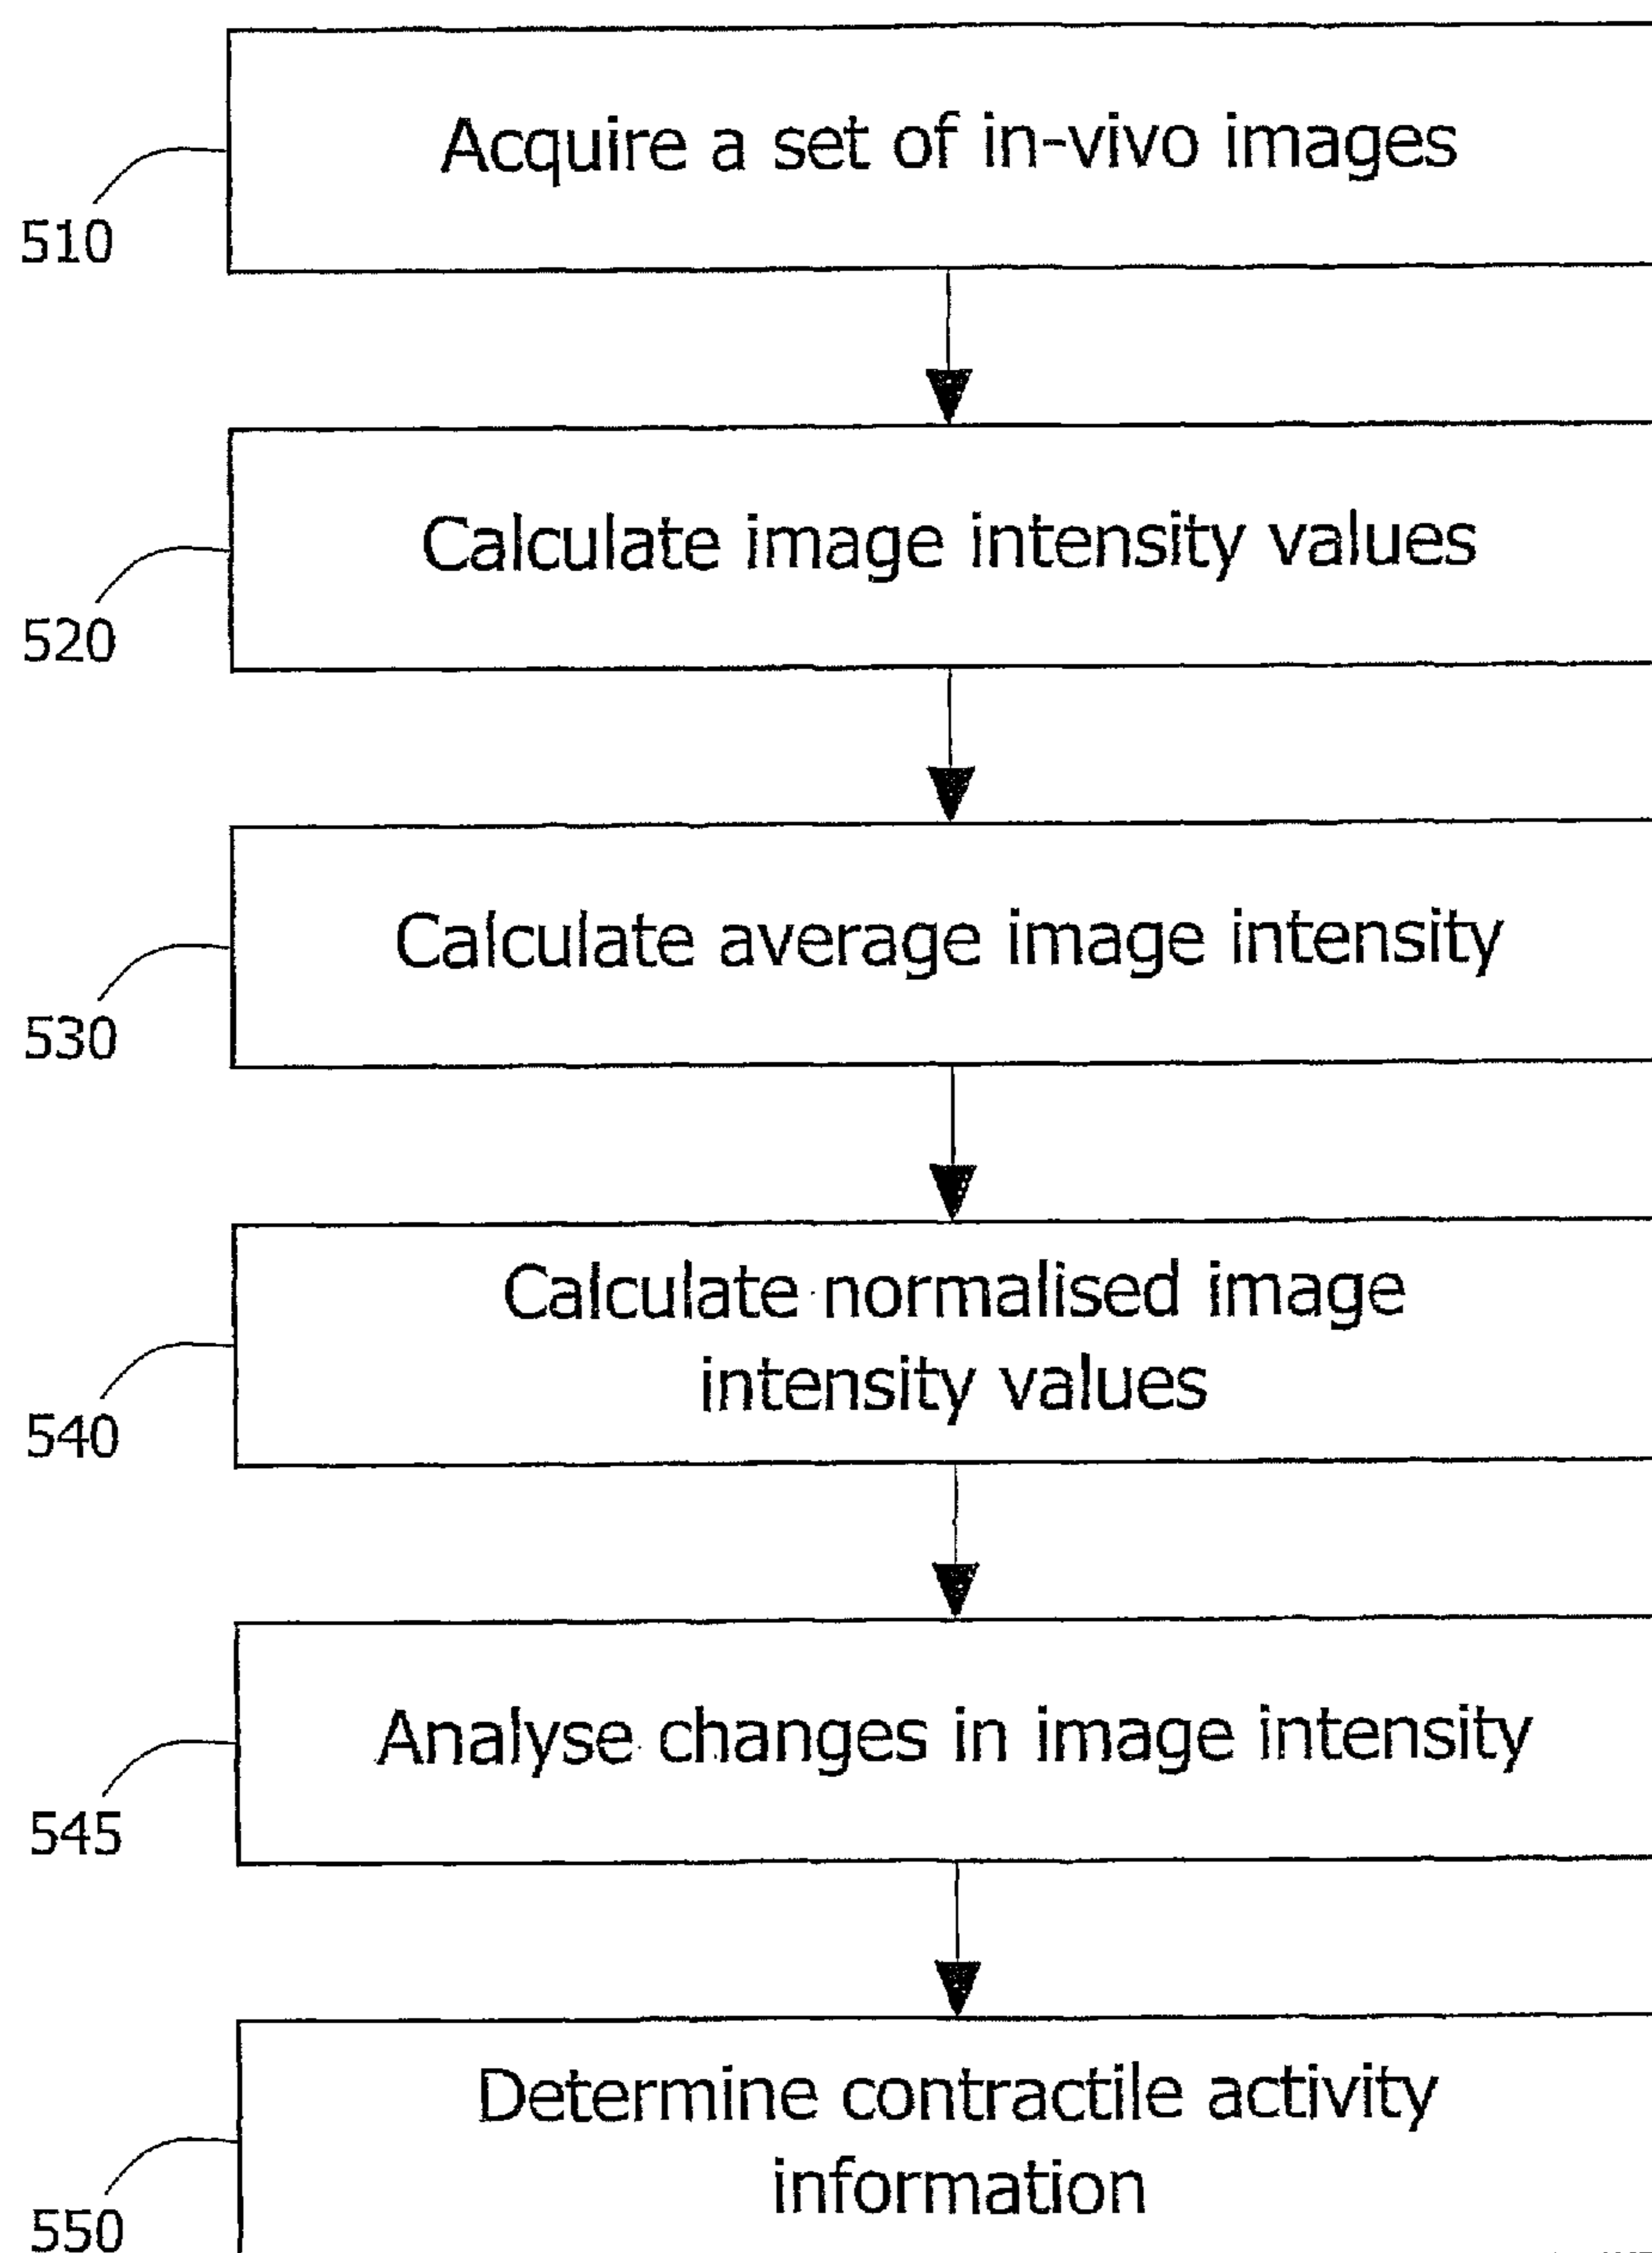 Acquire a set of in-vivo images
510
Calculate image intensity values
520
Calculate average image intensity
530
Calculate normalised image
intensity values
540
Analyse changes in image intensity
545
Determine contractile activity
information
550